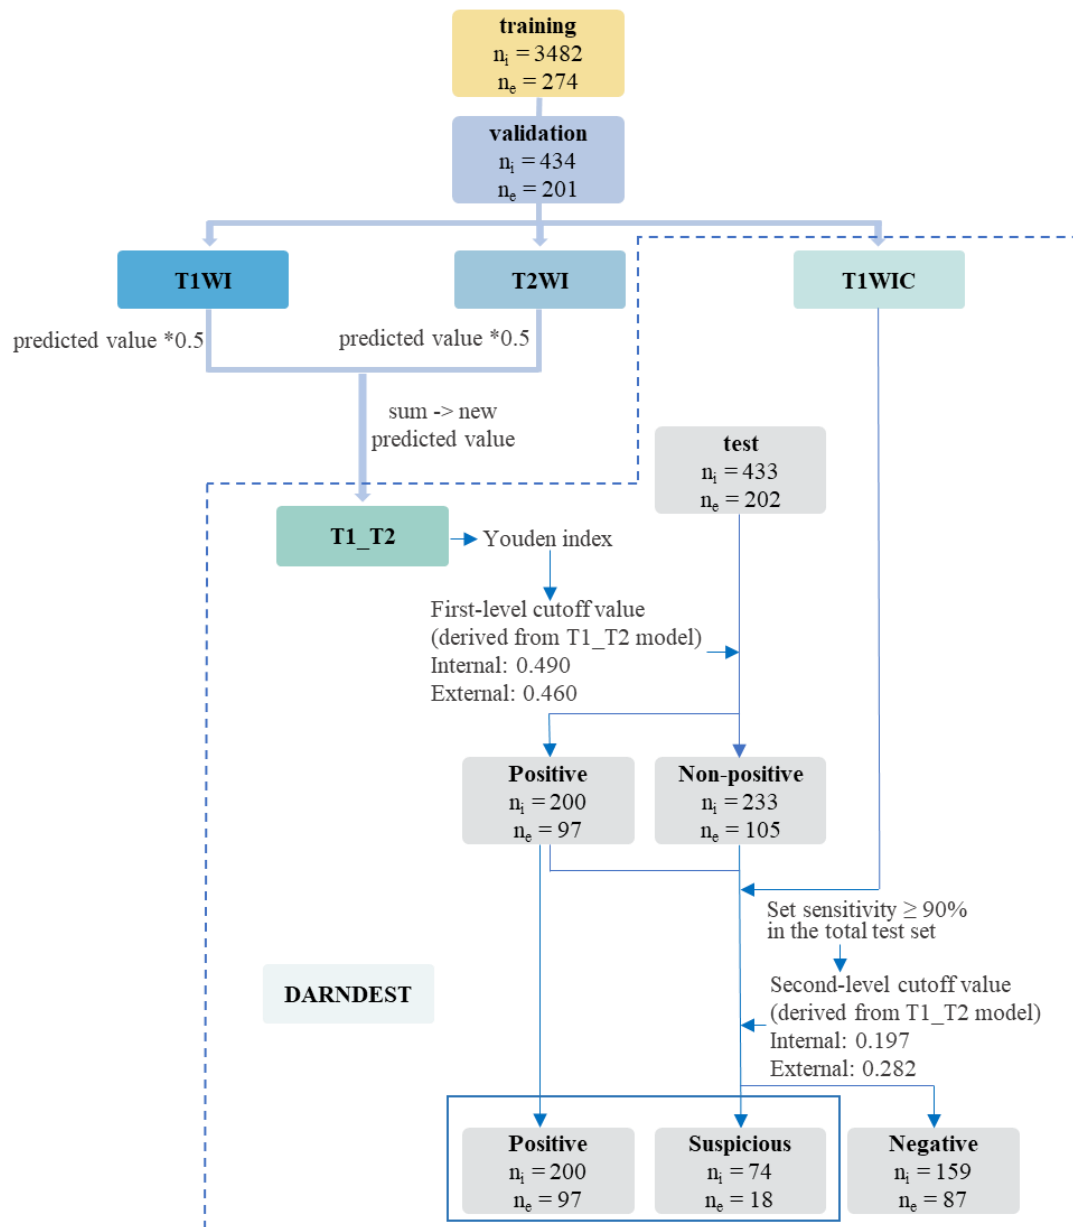 training
nᵢ = 3482
nₑ = 274
validation
nᵢ = 434
nₑ = 201
T1WI
T2WI
T1WIC
predicted value *0.5
predicted value *0.5
sum -> new
predicted value
test
nᵢ = 433
nₑ = 202
T1_T2
Youden index
First-level cutoff value
(derived from T1_T2 model)
Internal: 0.490
External: 0.460
Positive
nᵢ = 200
nₑ = 97
Non-positive
nᵢ = 233
nₑ = 105
Set sensitivity ≥ 90%
in the total test set
Second-level cutoff value
(derived from T1_T2 model)
Internal: 0.197
External: 0.282
DARNDEST
Positive
nᵢ = 200
nₑ = 97
Suspicious
nᵢ = 74
nₑ = 18
Negative
nᵢ = 159
nₑ = 87